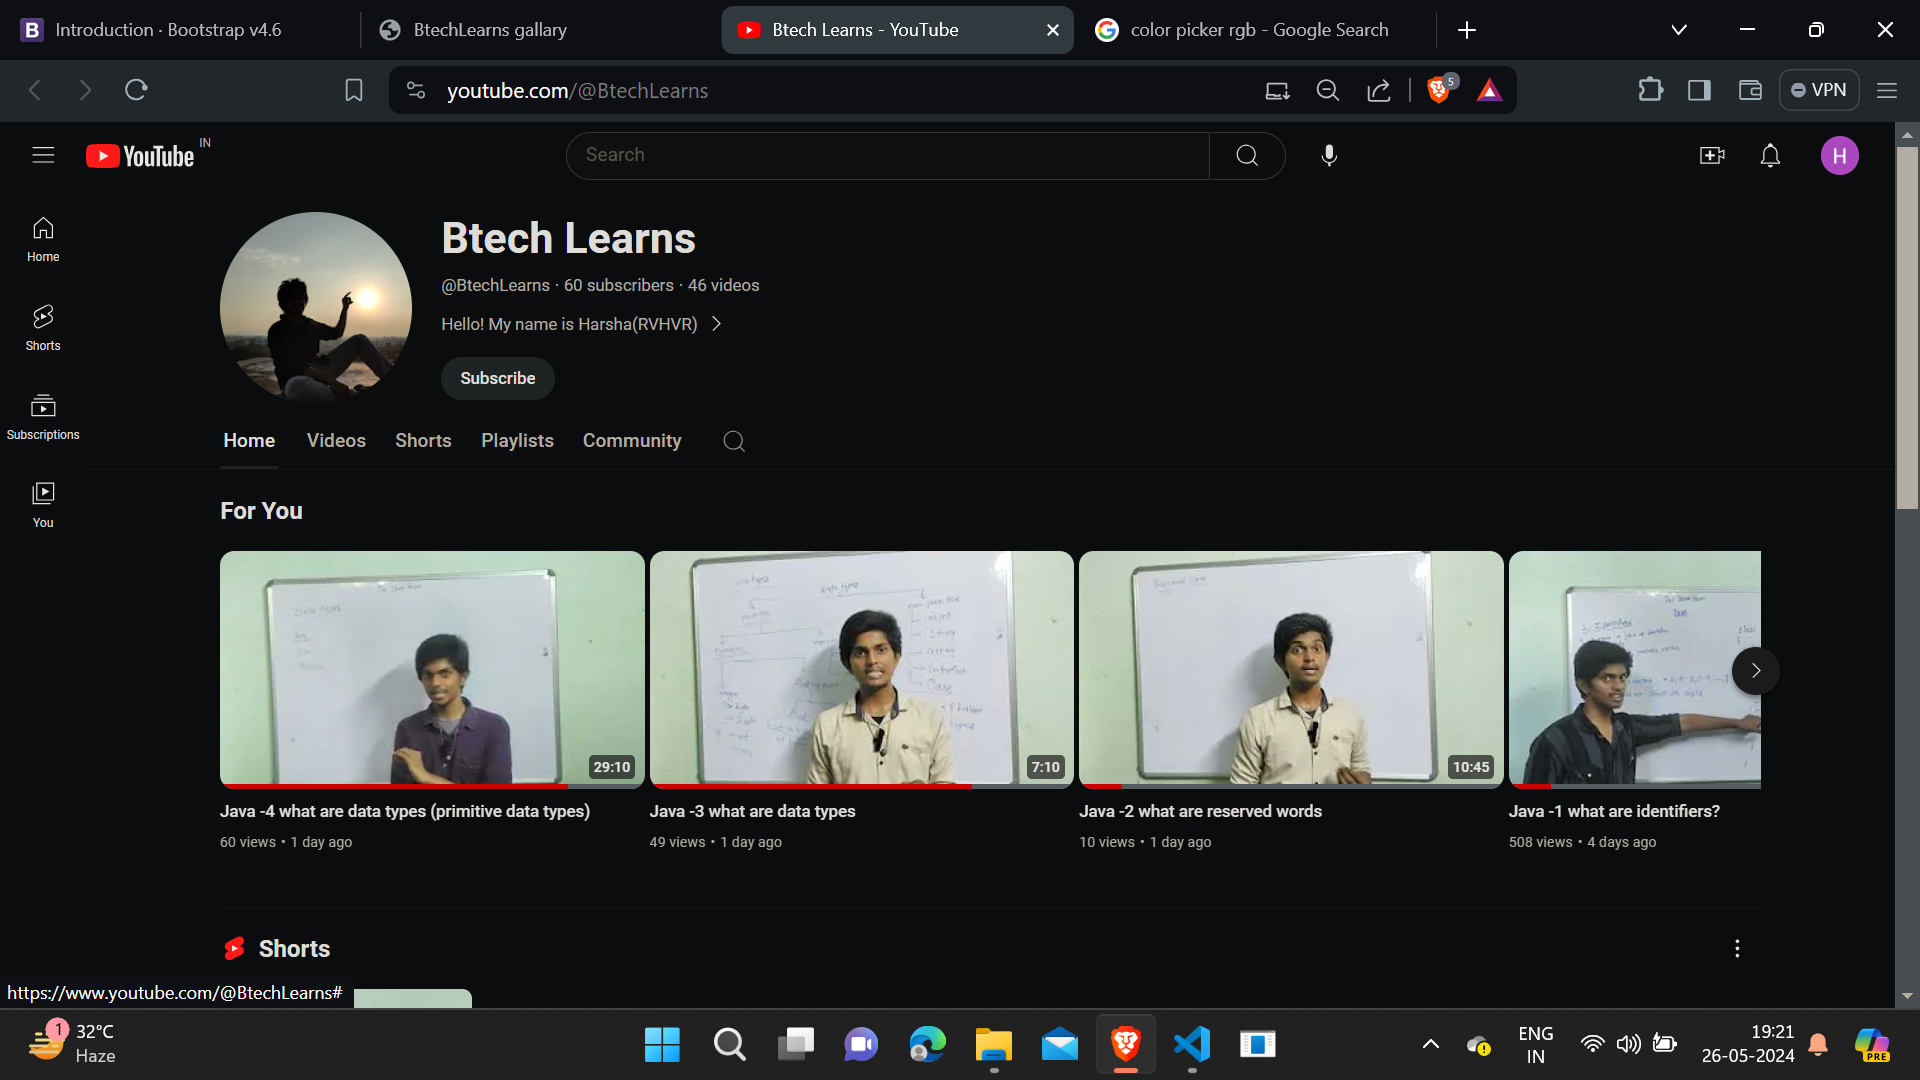 Introduction · Bootstrap v4.6
BtechLearns gallary
Btech Learns - YouTube
color picker rgb - Google Search
youtube.com/@BtechLearns
5
VPN
YouTube IN
Search
H
Home
Shorts
Subscriptions
You
Btech Learns
@BtechLearns · 60 subscribers · 46 videos
Hello! My name is Harsha(RVHVR)
Subscribe
Home
Videos
Shorts
Playlists
Community
For You
29:10
7:10
10:45
Java -4 what are data types (primitive data types)
60 views • 1 day ago
Java -3 what are data types
49 views • 1 day ago
Java -2 what are reserved words
10 views • 1 day ago
Java -1 what are identifiers?
508 views • 4 days ago
Shorts
https://www.youtube.com/@BtechLearns#
1
32°C
Haze
ENG
IN
19:21
26-05-2024
PRE